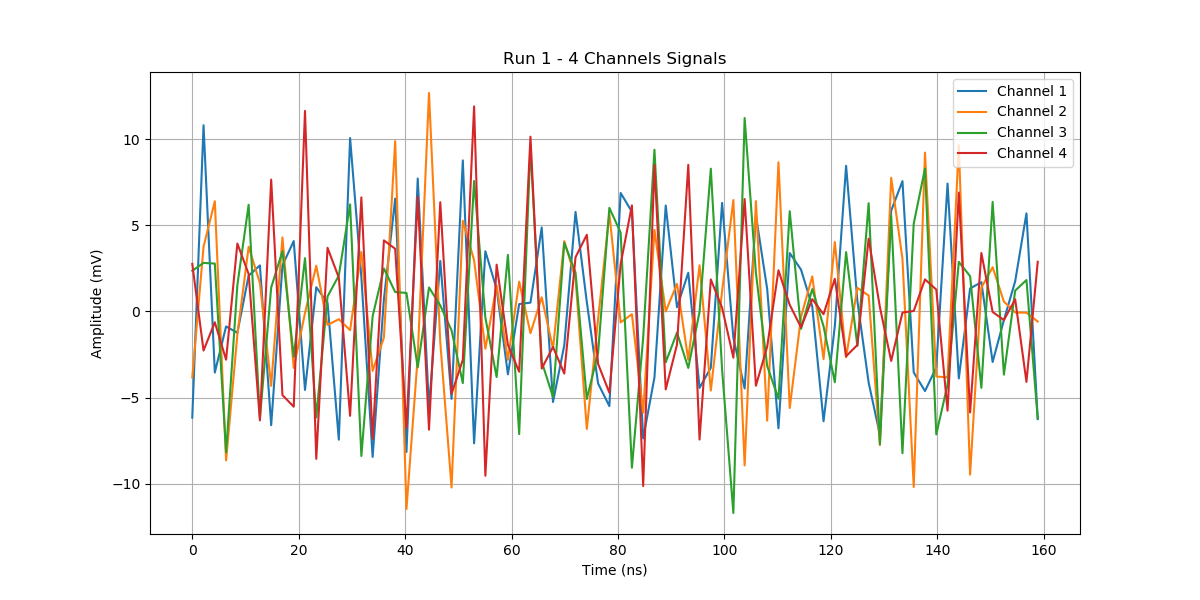 Run 1 - 4 Channels Signals
Channel 1
Channel 2
Channel 3
Channel 4
10
5
0
−5
−10
Amplitude (mV)
0 20 40 60 80 100 120 140 160
Time (ns)